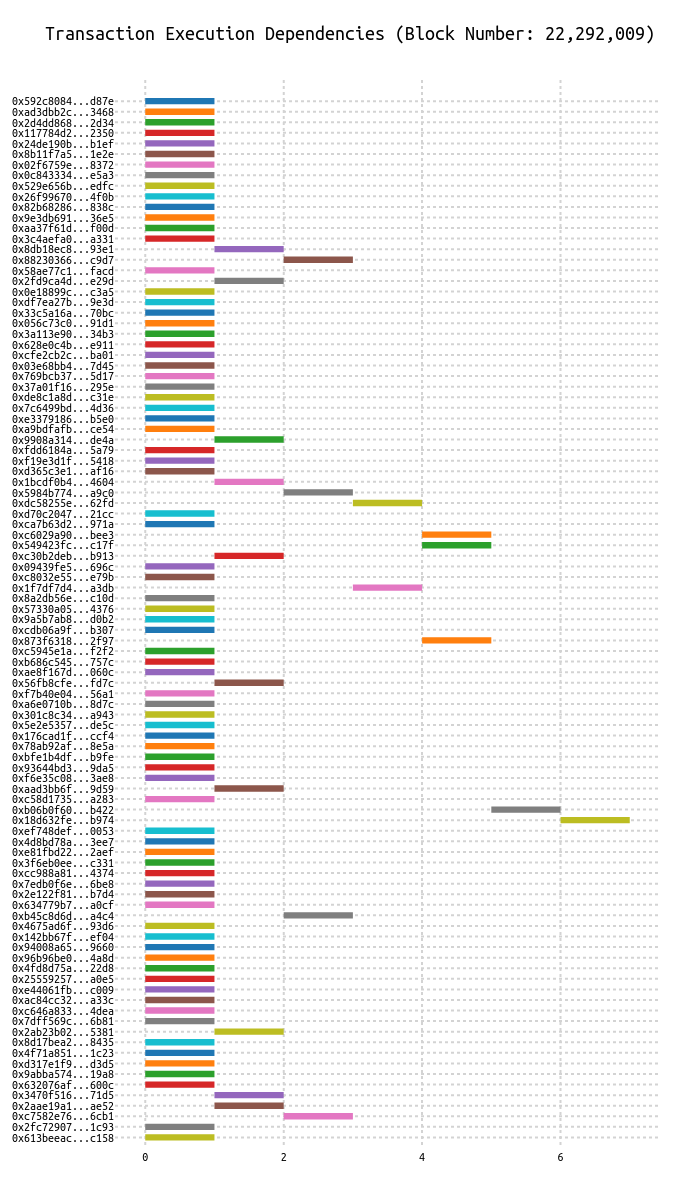 Transaction Execution Dependencies (Block Number: 22,292,009)
0x592c8084...d87e
0xad3dbb2c...3468
0x2d4dd868...2d34
0x117784d2...2350
0x24de190b...b1ef
0x8b11f7a5...1e2e
0x02f6759e...8372
0x0c843334...e5a3
0x529e656b...edfc
0x26f99670...4f0b
0x82b68286...838c
0x9e3db691...36e5
0xaa37f61d...f00d
0x3c4aefa0...a331
0x8db18ec8...93e1
0x88230366...c9d7
0x58ae77c1...facd
0x2fd9ca4d...e29d
0x0e18899c...c3a5
0xdf7ea27b...9e3d
0x33c5a16a...70bc
0x056c73c0...91d1
0x3a113e90...34b3
0x628e0c4b...e911
0xcfe2cb2c...ba01
0x03e68bb4...7d45
0x769bcb37...5d17
0x37a01f16...295e
0xde8c1a8d...c31e
0x7c6499bd...4d36
0xe3379186...b5e0
0xa9bdfafb...ce54
0x9908a314...de4a
0xfdd6184a...5a79
0xf19e3d1f...5418
0xd365c3e1...af16
0x1bcdf0b4...4604
0x5984b774...a9c0
0xdc58255e...62fd
0xd70c2047...21cc
0xca7b63d2...971a
0xc6029a90...bee3
0x549423fc...c17f
0xc30b2deb...b913
0x09439fe5...696c
0xc8032e55...e79b
0x1f7df7d4...a3db
0x8a2db56e...c10d
0x57330a05...4376
0x9a5b7ab8...d0b2
0xcdb06a9f...b307
0x873f6318...2f97
0xc5945e1a...f2f2
0xb686c545...757c
0xae8f167d...060c
0x56fb8cfe...fd7c
0xf7b40e04...56a1
0xa6e0710b...8d7c
0x301c8c34...a943
0x5e2e5357...de5c
0x176cad1f...ccf4
0x78ab92af...8e5a
0xbfe1b4df...b9fe
0x93644bd3...9da5
0xf6e35c08...3ae8
0xaad3bb6f...9d59
0xc58d1735...a283
0xb06b0f60...b422
0x18d632fe...b974
0xef748def...0053
0x4d8bd78a...3ee7
0xe81fbd22...2aef
0x3f6eb0ee...c331
0xcc988a81...4374
0x7edb0f6e...6be8
0x2e122f81...b7d4
0x634779b7...a0cf
0xb45c8d6d...a4c4
0x4675ad6f...93d6
0x142bb67f...ef04
0x94008a65...9660
0x96b96be0...4a8d
0x4fd8d75a...22d8
0x25559257...a0e5
0xe44061fb...c009
0xac84cc32...a33c
0xc646a833...4dea
0x7dff569c...6b81
0x2ab23b02...5381
0x8d17bea2...8435
0x4f71a851...1c23
0xd317e1f9...d3d5
0x9abba574...19a8
0x632076af...600c
0x3470f516...71d5
0x2aae19a1...ae52
0xc7582e76...6cb1
0x2fc72907...1c93
0x613beeac...c158
0 2 4 6